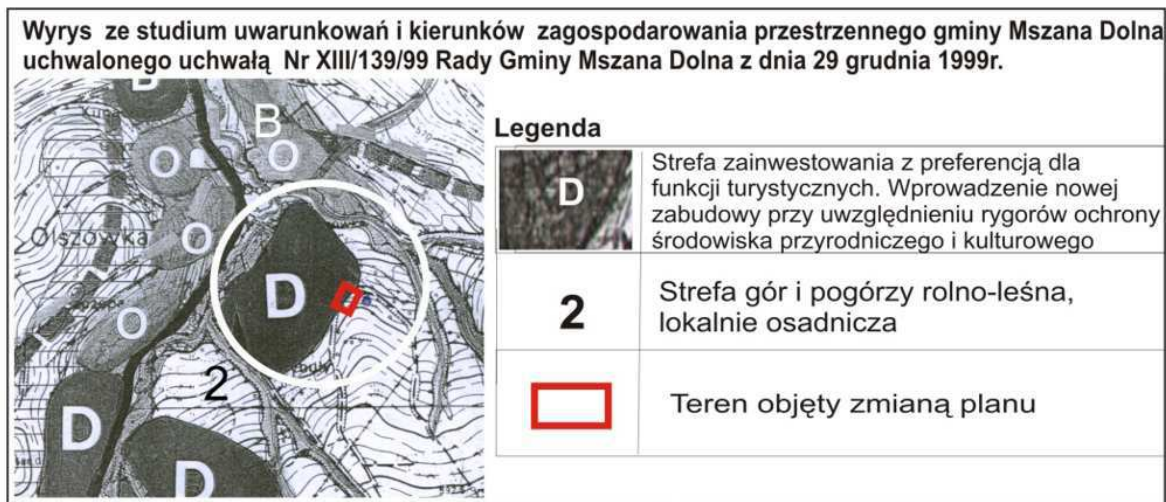 Wyrys ze studium uwarunkowań i kierunków zagospodarowania przestrzennego gminy Mszana Dolna
uchwalonego uchwałą Nr XIII/139/99 Rady Gminy Mszana Dolna z dnia 29 grudnia 1999r.
B
B
O
O
Olszówka
O
O
D
2
D
D
Legenda
D
Strefa zainwestowania z preferencją dla
funkcji turystycznych. Wprowadzenie nowej
zabudowy przy uwzględnieniu rygorów ochrony
środowiska przyrodniczego i kulturowego
2
Strefa gór i pogórzy rolno-leśna,
lokalnie osadnicza
Teren objęty zmianą planu